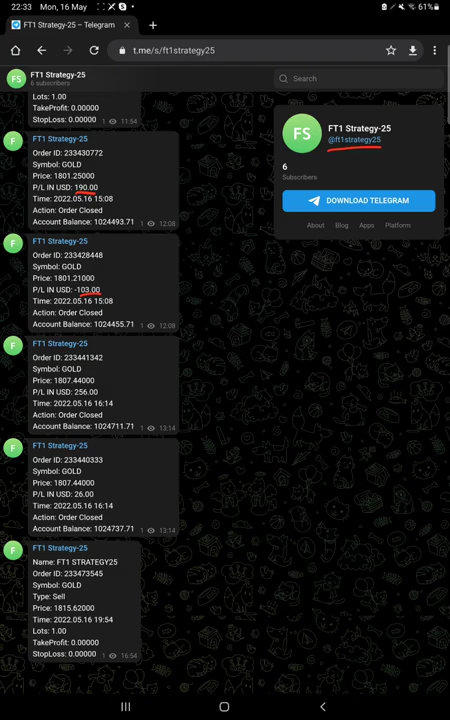 22:33 Mon, 16 May
61%
FT1 Strategy-25 – Telegram
t.me/s/ft1strategy25
FS
FT1 Strategy-25
6 subscribers
Search
Lots: 1.00
TakeProfit: 0.00000
StopLoss: 0.00000 1 11:54
FS
FT1 Strategy-25
@ft1strategy25
6
Subscribers
DOWNLOAD TELEGRAM
About Blog Apps Platform
F
FT1 Strategy-25
Order ID: 233430772
Symbol: GOLD
Price: 1801.25000
P/L IN USD: 190.00
Time: 2022.05.16 15:08
Action: Order Closed
Account Balance: 1024493.71 1 12:08
F
FT1 Strategy-25
Order ID: 233428448
Symbol: GOLD
Price: 1801.21000
P/L IN USD: -103.00
Time: 2022.05.16 15:08
Action: Order Closed
Account Balance: 1024455.71 1 12:08
F
FT1 Strategy-25
Order ID: 233441342
Symbol: GOLD
Price: 1807.44000
P/L IN USD: 256.00
Time: 2022.05.16 16:14
Action: Order Closed
Account Balance: 1024711.71 1 13:14
F
FT1 Strategy-25
Order ID: 233440333
Symbol: GOLD
Price: 1807.44000
P/L IN USD: 26.00
Time: 2022.05.16 16:14
Action: Order Closed
Account Balance: 1024737.71 1 13:14
F
FT1 Strategy-25
Name: FT1 STRATEGY25
Order ID: 233473545
Symbol: GOLD
Type: Sell
Price: 1815.62000
Time: 2022.05.16 19:54
Lots: 1.00
TakeProfit: 0.00000
StopLoss: 0.00000 1 16:54